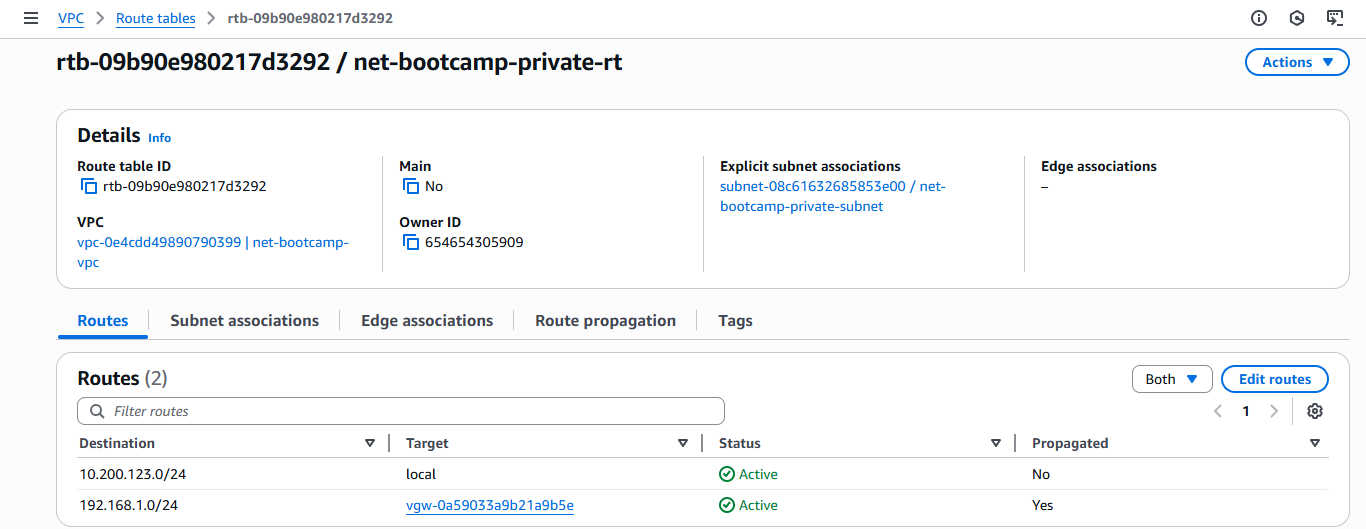 VPC > Route tables > rtb-09b90e980217d3292
rtb-09b90e980217d3292 / net-bootcamp-private-rt
Actions
Details Info
Route table ID
rtb-09b90e980217d3292
Main
No
Explicit subnet associations
subnet-08c61632685853e00 / net-
bootcamp-private-subnet
Edge associations
–
VPC
vpc-0e4cdd49890790399 | net-bootcamp-
vpc
Owner ID
654654305909
Routes
Subnet associations
Edge associations
Route propagation
Tags
Routes (2)
Both
Edit routes
Filter routes
1
Destination Target Status Propagated
10.200.123.0/24 local Active No
192.168.1.0/24 vgw-0a59033a9b21a9b5e Active Yes